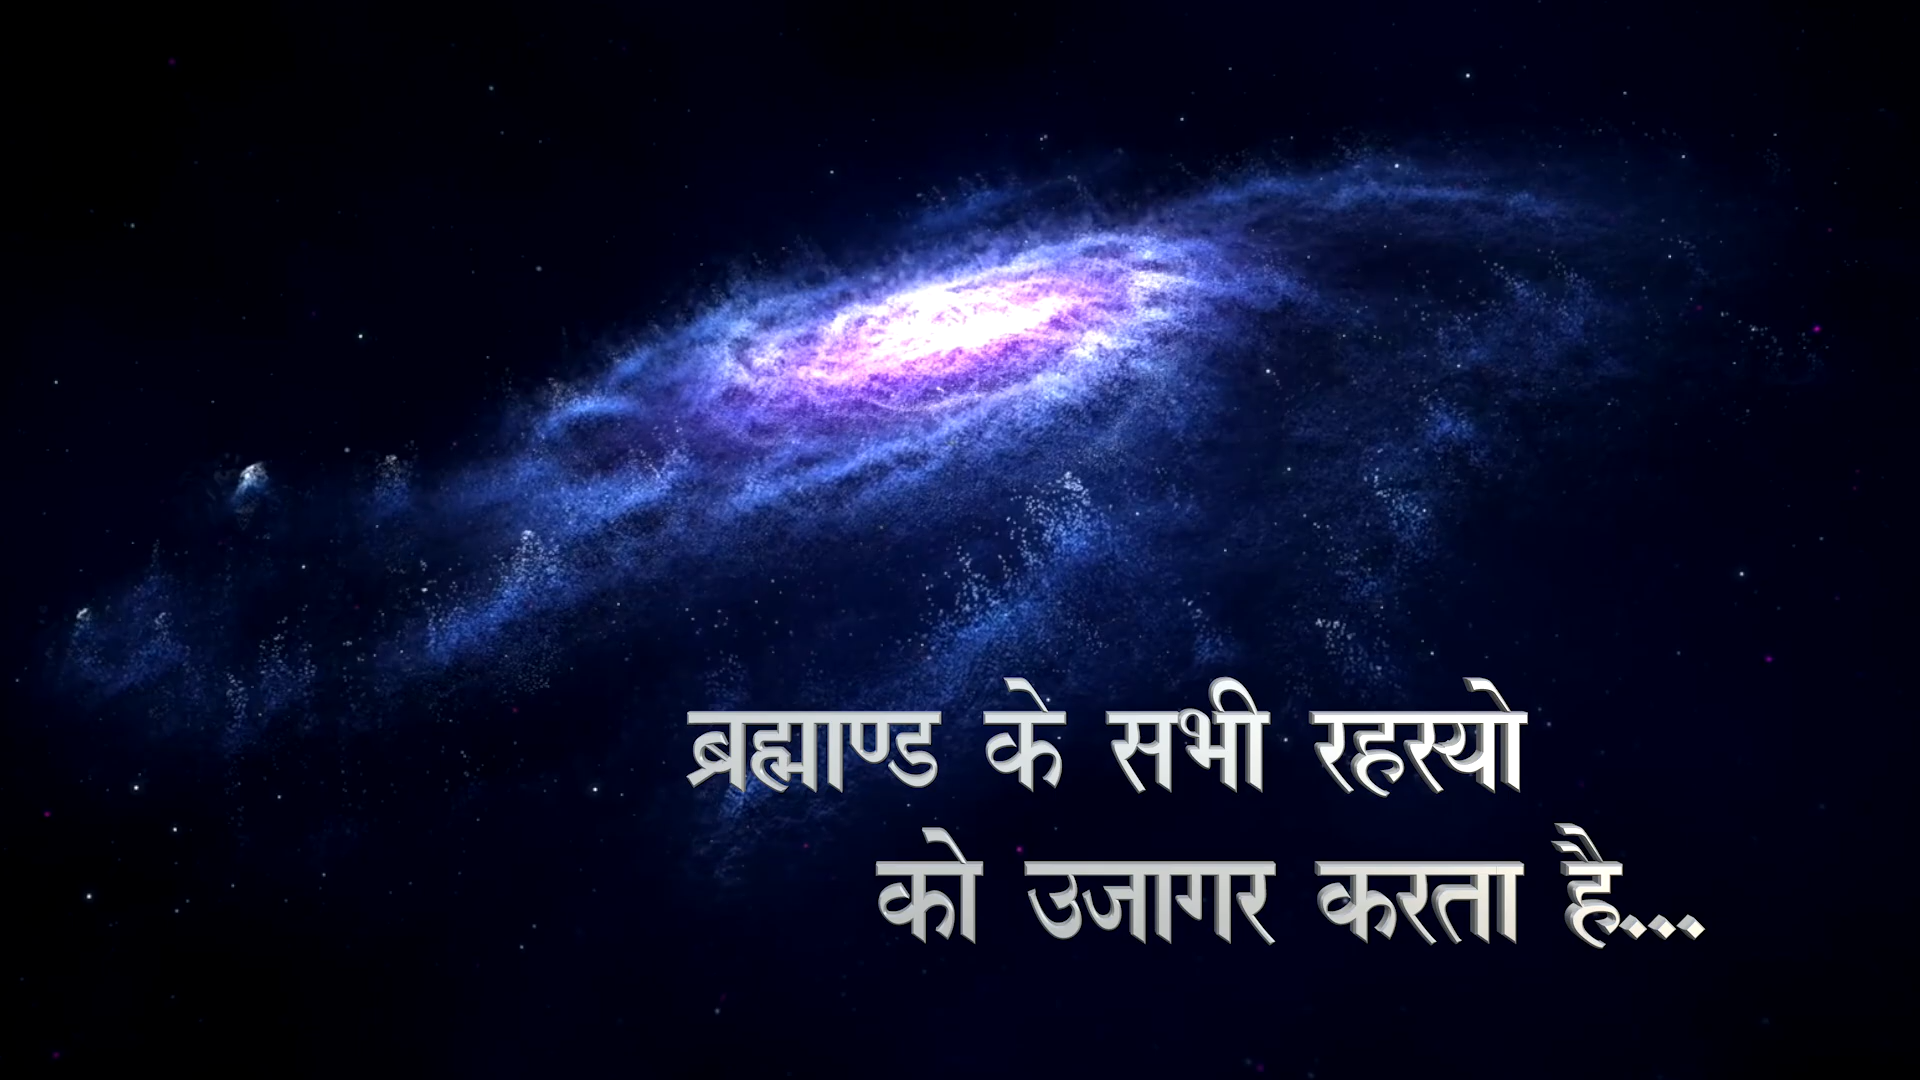 ब्रह्माण्ड के सभी रहस्यो
को उजागर करता है...